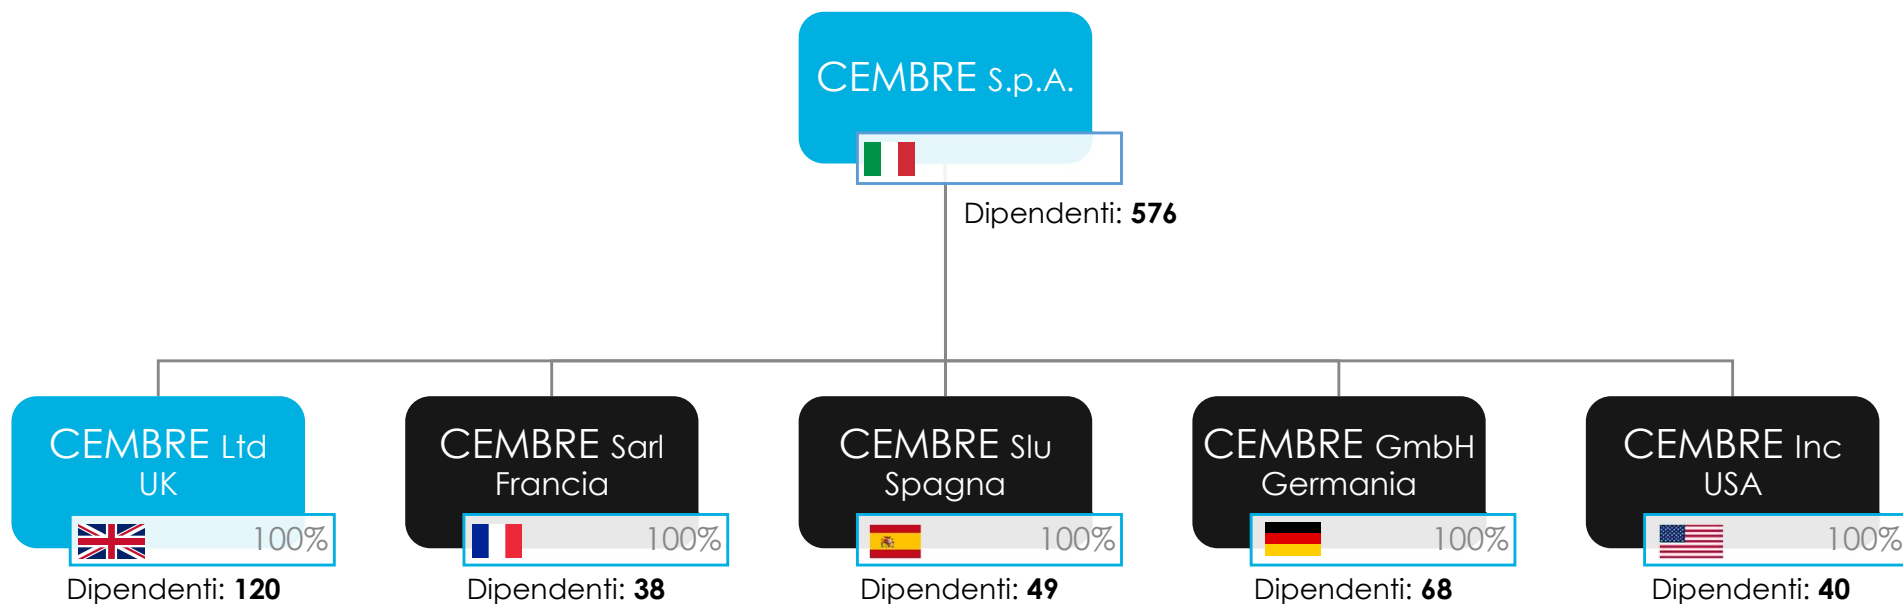 CEMBRE S.p.A.
Dipendenti: 576
CEMBRE Ltd
UK
100%
Dipendenti: 120
CEMBRE Sarl
Francia
100%
Dipendenti: 38
CEMBRE Slu
Spagna
100%
Dipendenti: 49
CEMBRE GmbH
Germania
100%
Dipendenti: 68
CEMBRE Inc
USA
100%
Dipendenti: 40